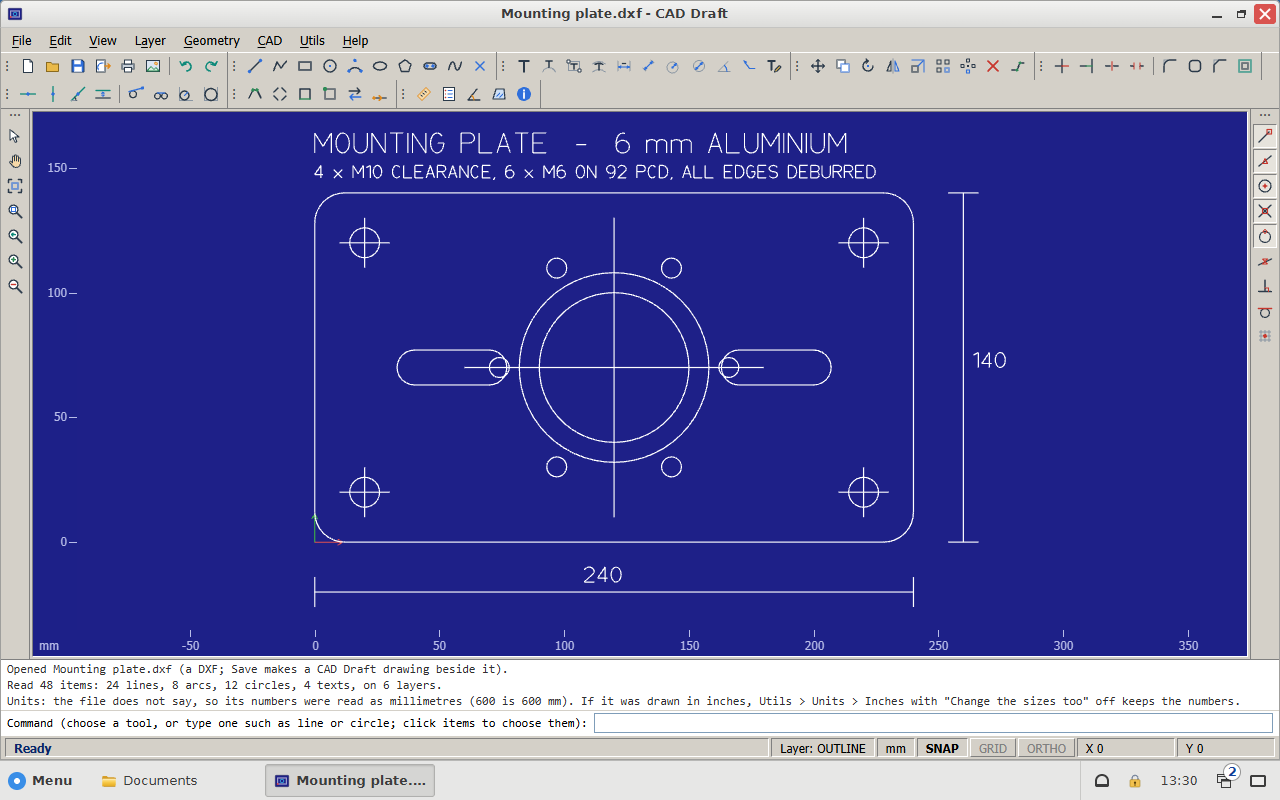 Mounting plate.dxf - CAD Draft
File Edit View Layer Geometry CAD Utils Help
MOUNTING PLATE - 6 mm ALUMINIUM
4 x M10 CLEARANCE, 6 x M6 ON 92 PCD, ALL EDGES DEBURRED
150
100
140
50
0
240
mm -50 0 50 100 150 200 250 300 350
Opened Mounting plate.dxf (a DXF; Save makes a CAD Draft drawing beside it).
Read 48 items: 24 lines, 8 arcs, 12 circles, 4 texts, on 6 layers.
Units: the file does not say, so its numbers were read as millimetres (600 is 600 mm). If it was drawn in inches, Utils > Units > Inches with "Change the sizes too" off keeps the numbers.
Command (choose a tool, or type one such as line or circle; click items to choose them):
Ready Layer: OUTLINE mm SNAP GRID ORTHO X 0 Y 0
Menu Documents Mounting plate.... 13:30 2